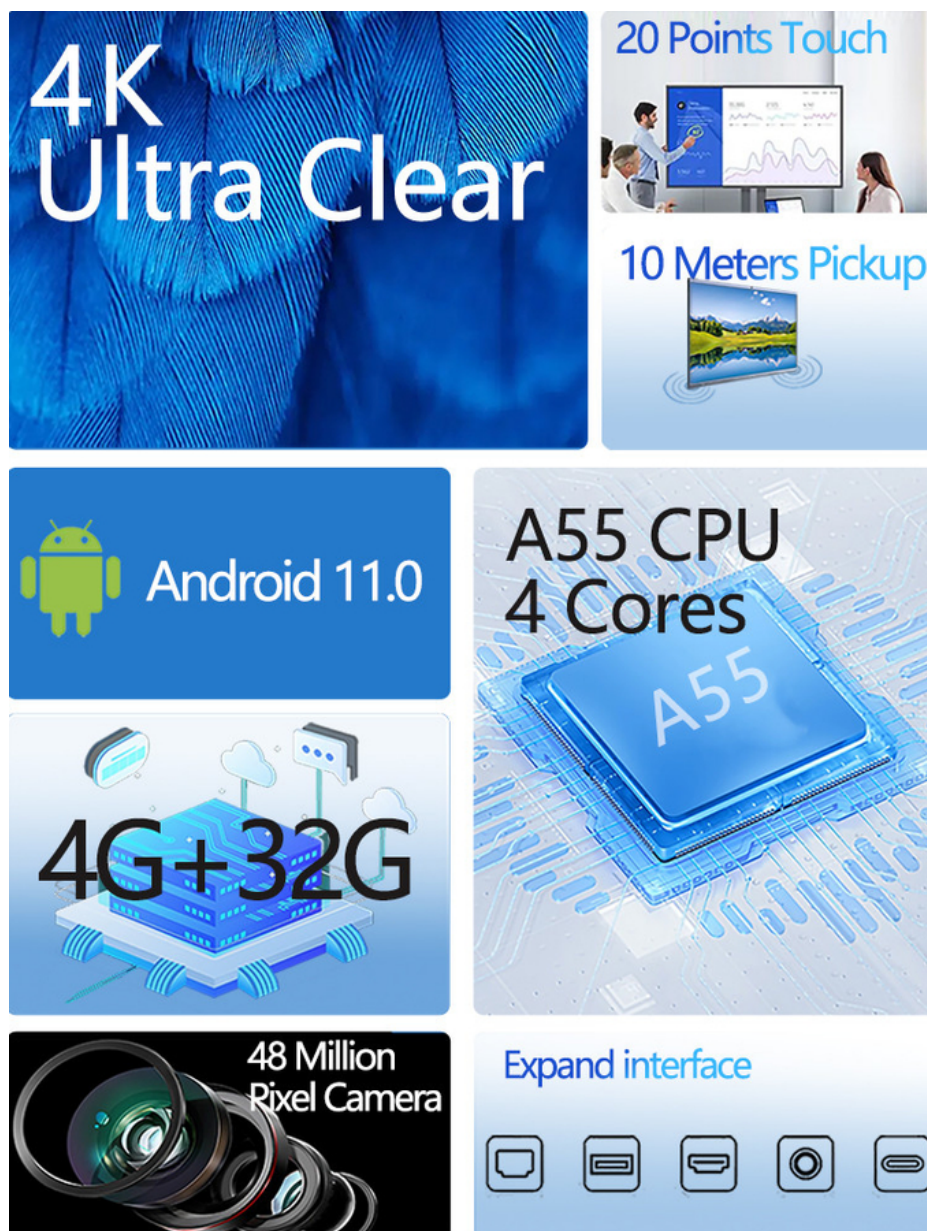 4K
Ultra Clear
20 Points Touch
10 Meters Pickup
Android 11.0
A55 CPU
4 Cores
A55
4G+32G
48 Million
Pixel Camera
Expand interface